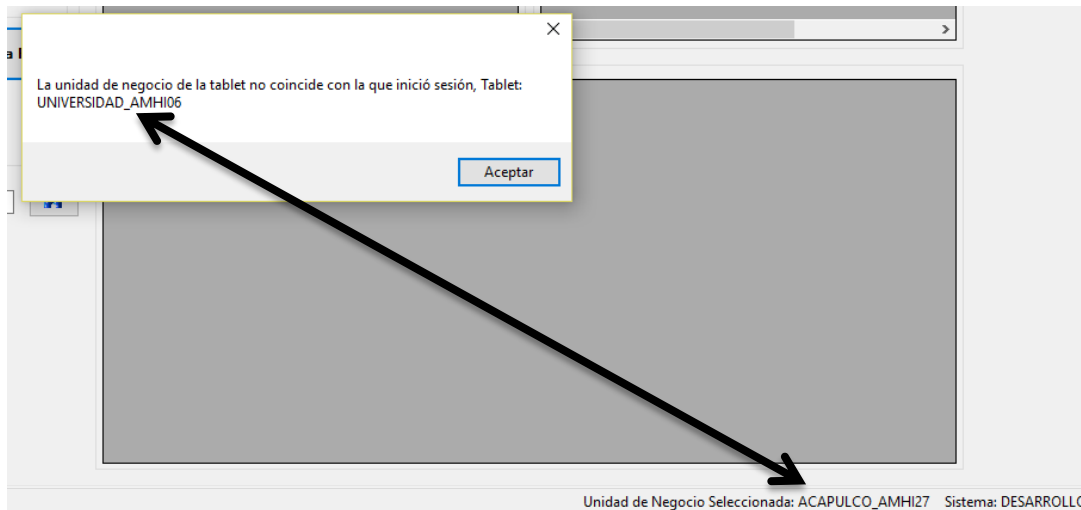 La unidad de negocio de la tablet no coincide con la que inició sesión, Tablet:
UNIVERSIDAD_AMHI06
Aceptar
Unidad de Negocio Seleccionada: ACAPULCO_AMHI27 Sistema: DESARROLLO